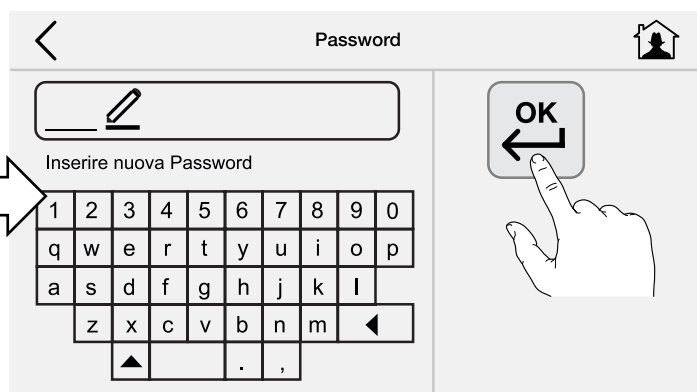 Password
OK
Inserire nuova Password
1 2 3 4 5 6 7 8 9 0
q w e r t y u i o p
a s d f g h j k l
z x c v b n m
. ,